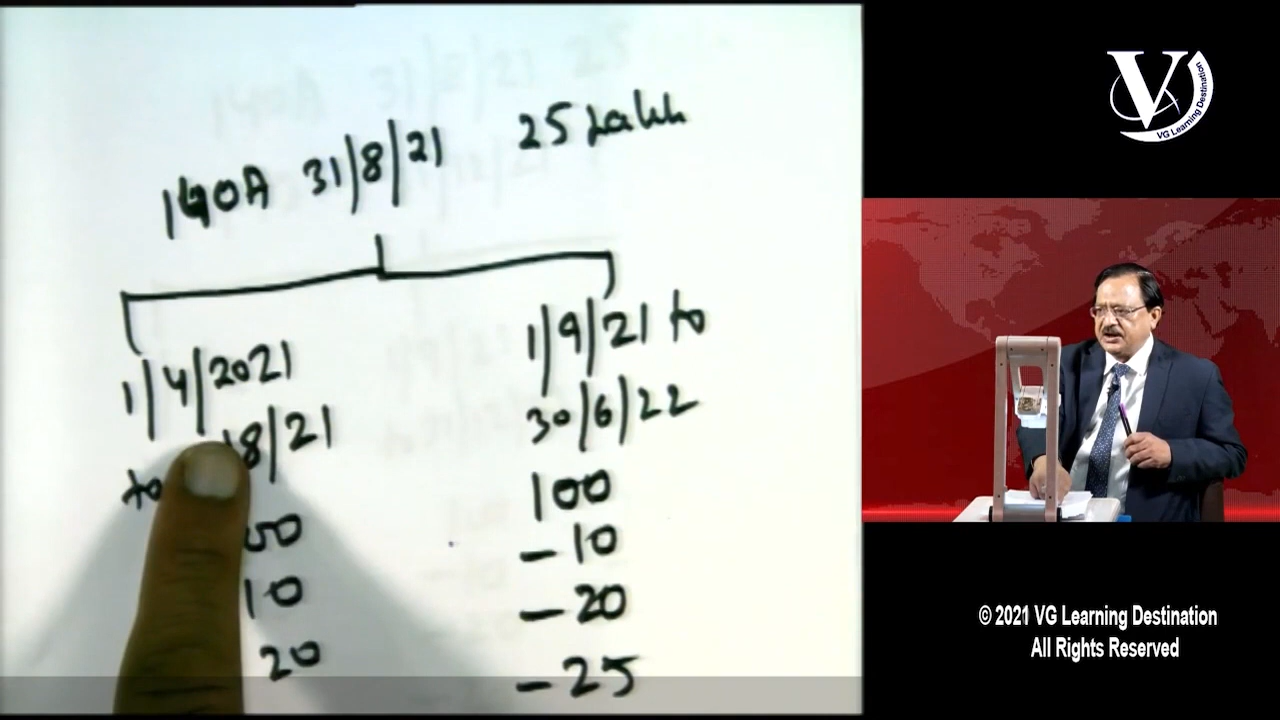 140A 31/8/21 25 Lakh
1/4/2021
to 8/21
00
10
20
1/9/21 to
30/6/22
100
- 10
- 20
- 25
V
VG Learning Destination
© 2021 VG Learning Destination
All Rights Reserved